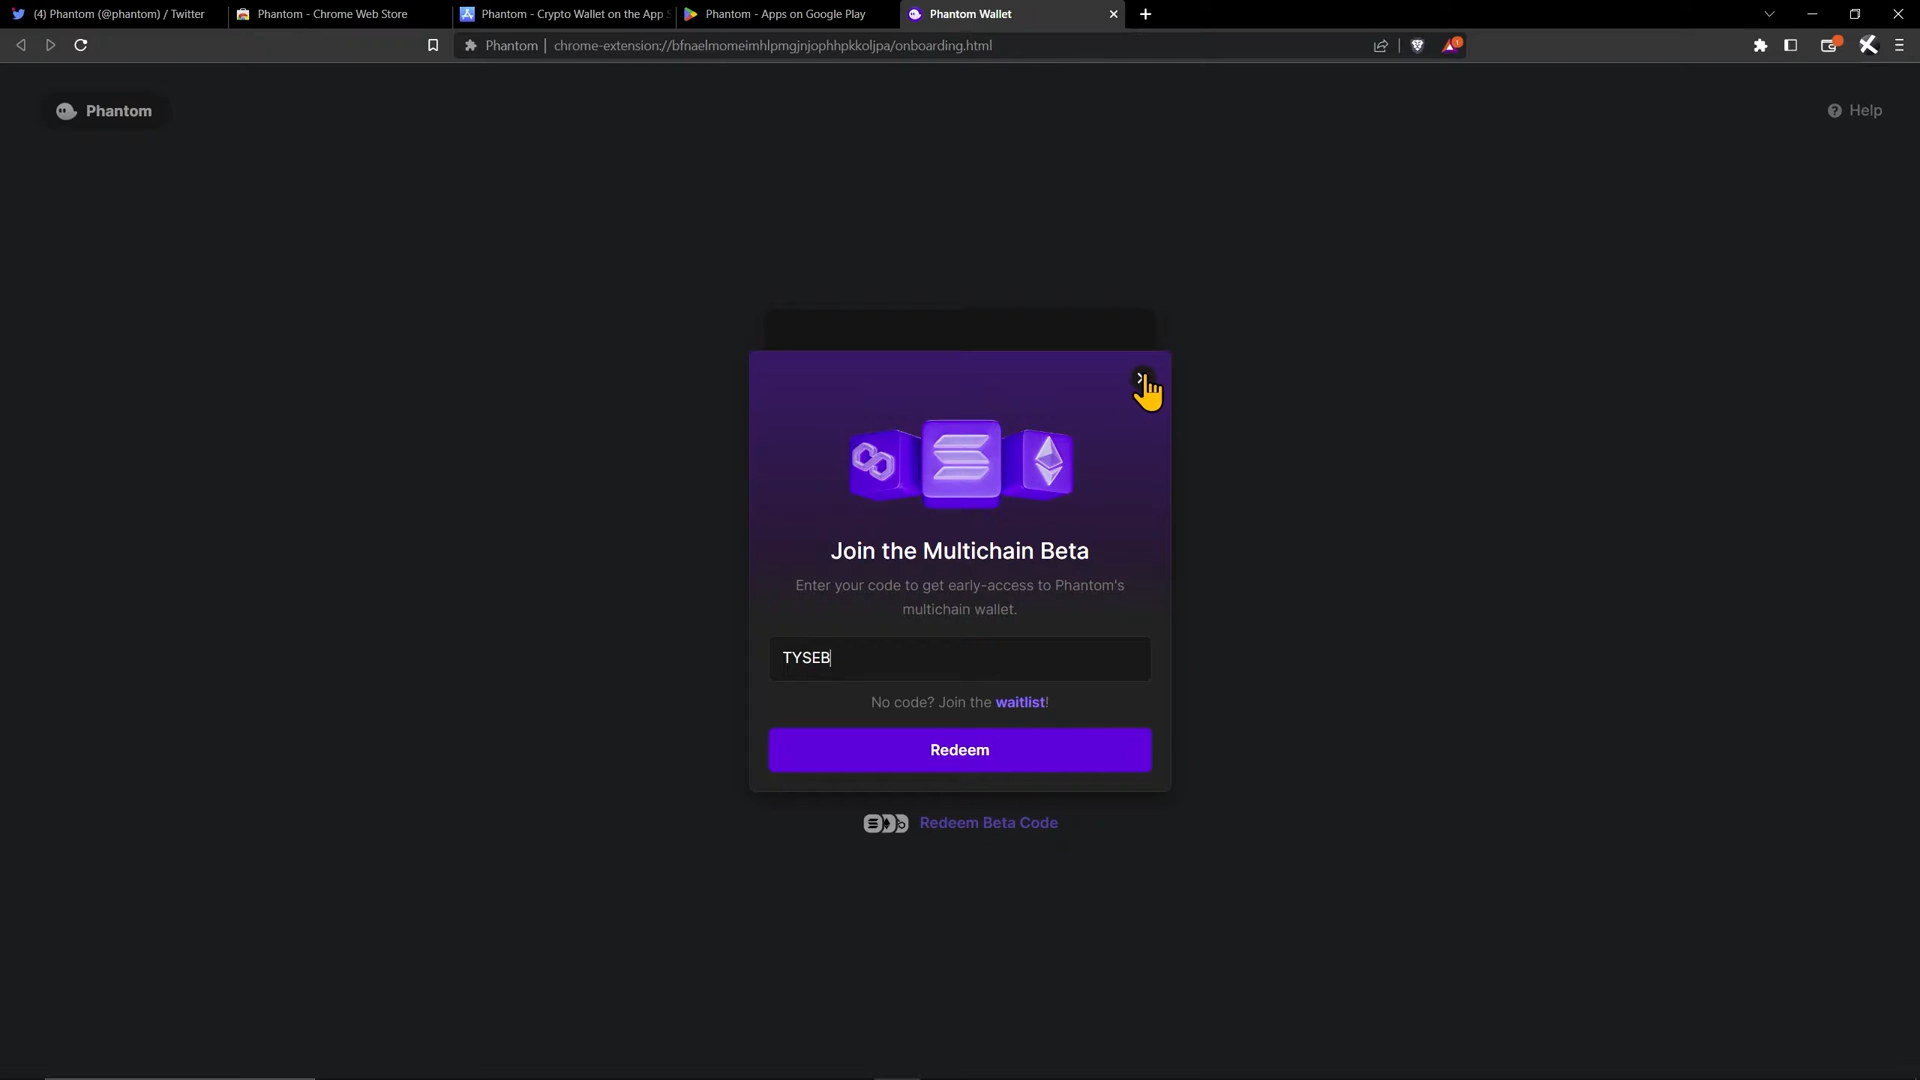 (4) Phantom (@phantom) / Twitter
Phantom - Chrome Web Store
Phantom - Crypto Wallet on the App S
Phantom - Apps on Google Play
Phantom Wallet
Phantom | chrome-extension://bfnaelmomeimhlpmgjnjophhpkkoljpa/onboarding.html
1
Phantom
Help
Join the Multichain Beta
Enter your code to get early-access to Phantom's
multichain wallet.
TYSEB
No code? Join the waitlist!
Redeem
Redeem Beta Code